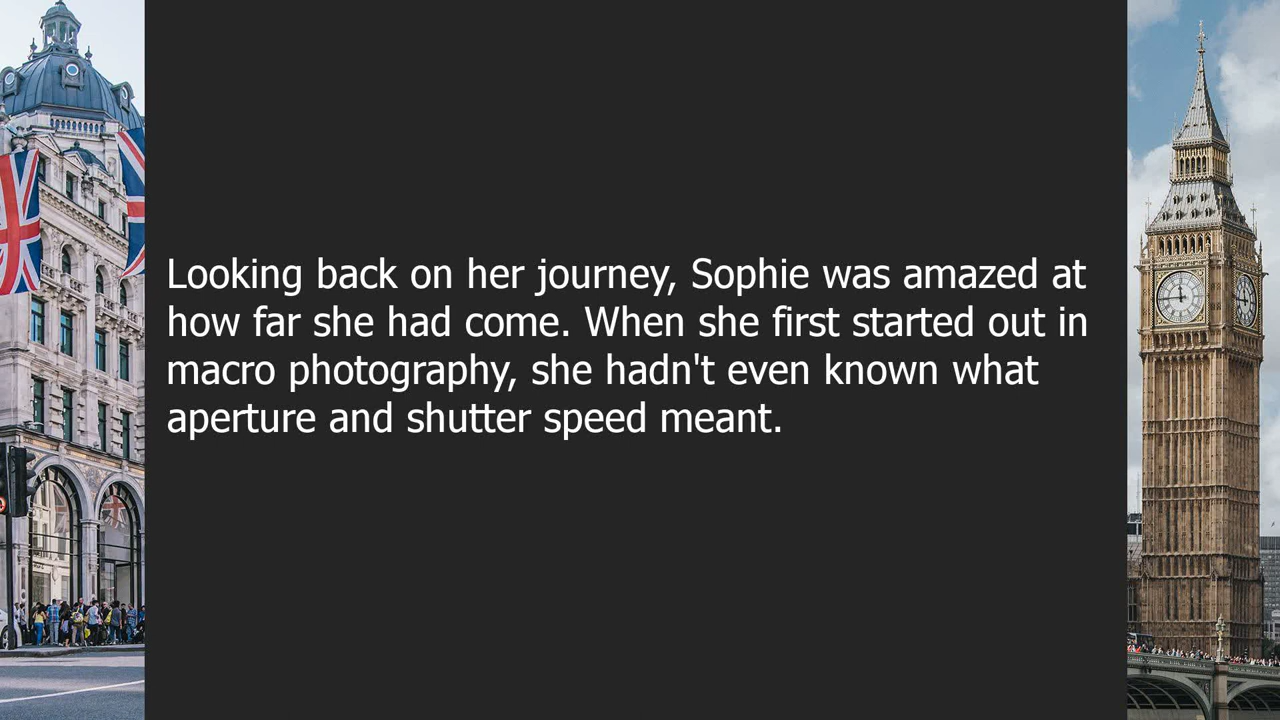 Looking back on her journey, Sophie was amazed at
how far she had come. When she first started out in
macro photography, she hadn't even known what
aperture and shutter speed meant.